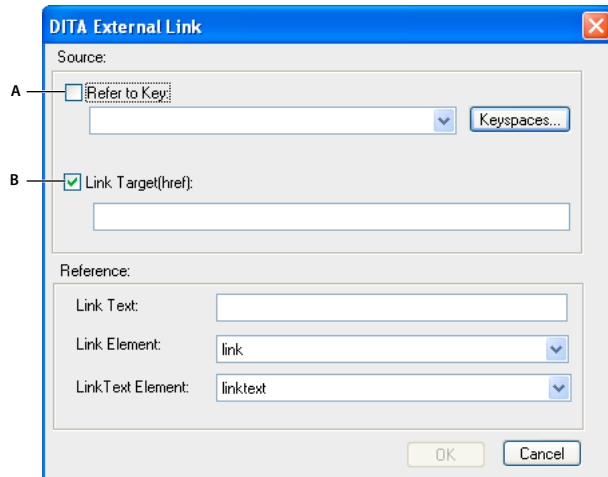 DITA External Link
Source:
A
Refer to Key:
Keyspaces...
B
Link Target(href):
Reference:
Link Text:
Link Element:
link
LinkText Element:
linktext
OK
Cancel